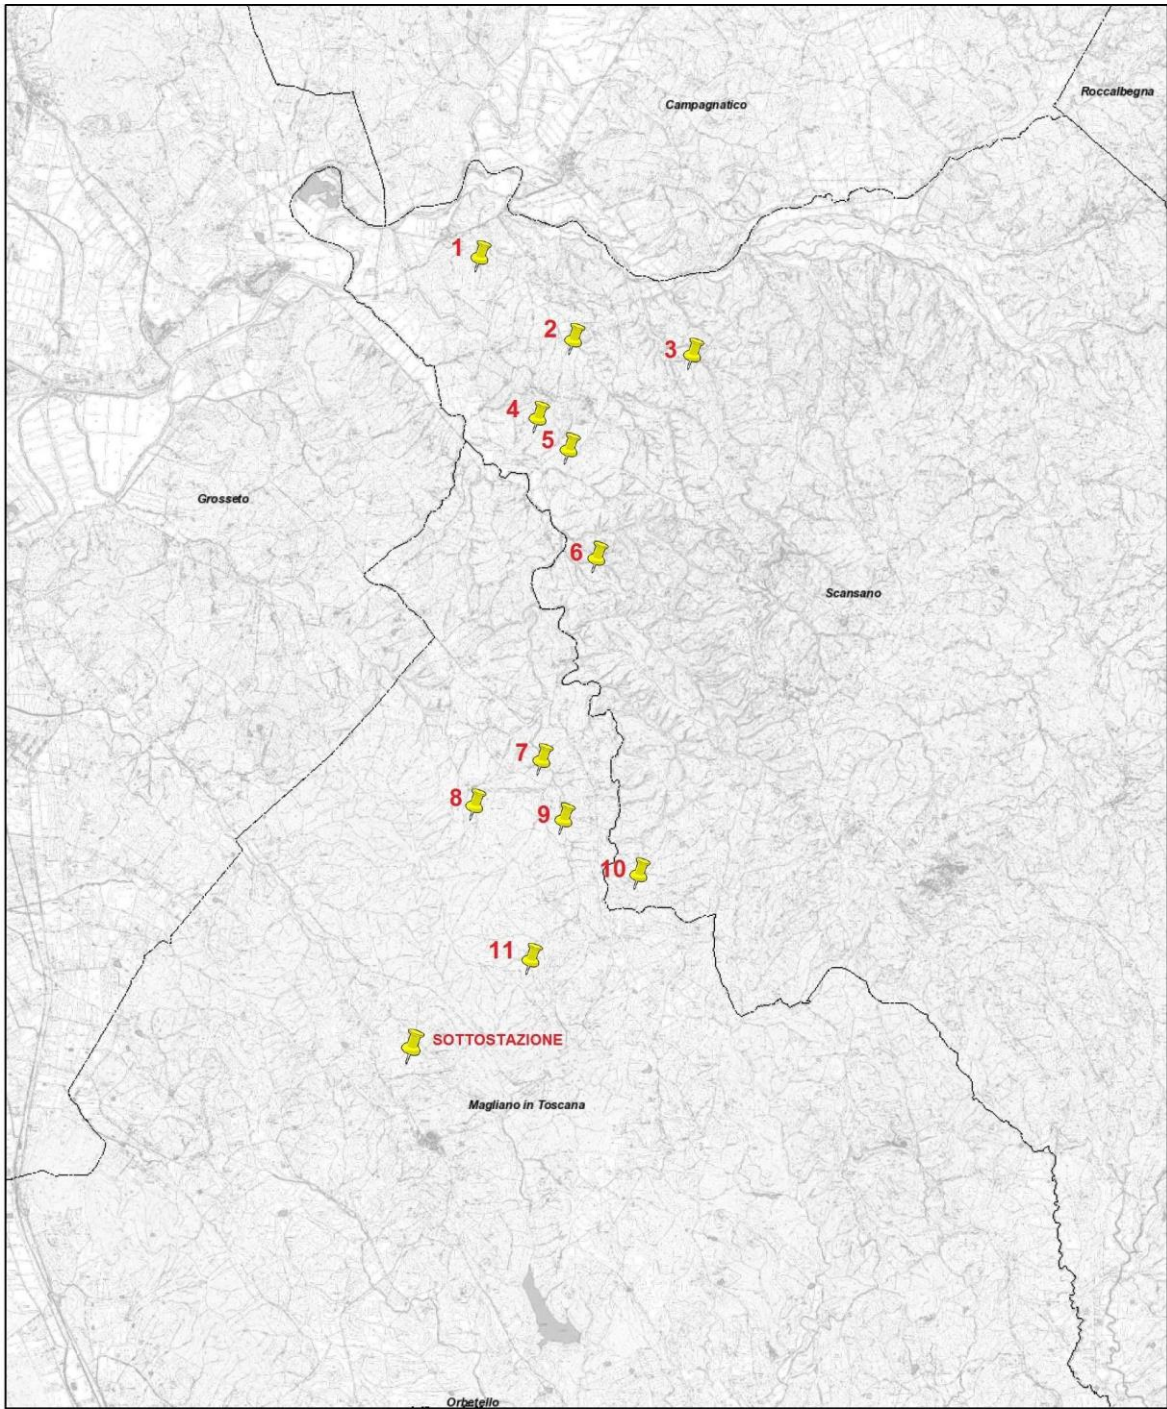 Roccalbegna
Campagnatico
1
2
3
4
5
Grosseto
6
Scansano
7
8
9
10
11
SOTTOSTAZIONE
Magliano in Toscana
Orbetello